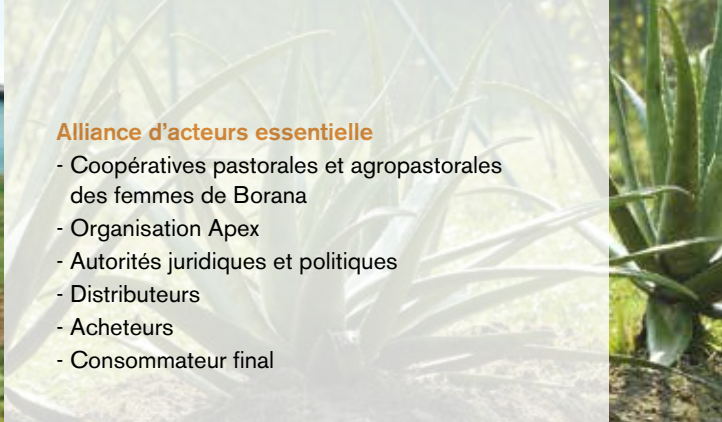 Alliance d'acteurs essentielle
- Coopératives pastorales et agropastorales
des femmes de Borana
- Organisation Apex
- Autorités juridiques et politiques
- Distributeurs
- Acheteurs
- Consommateur final